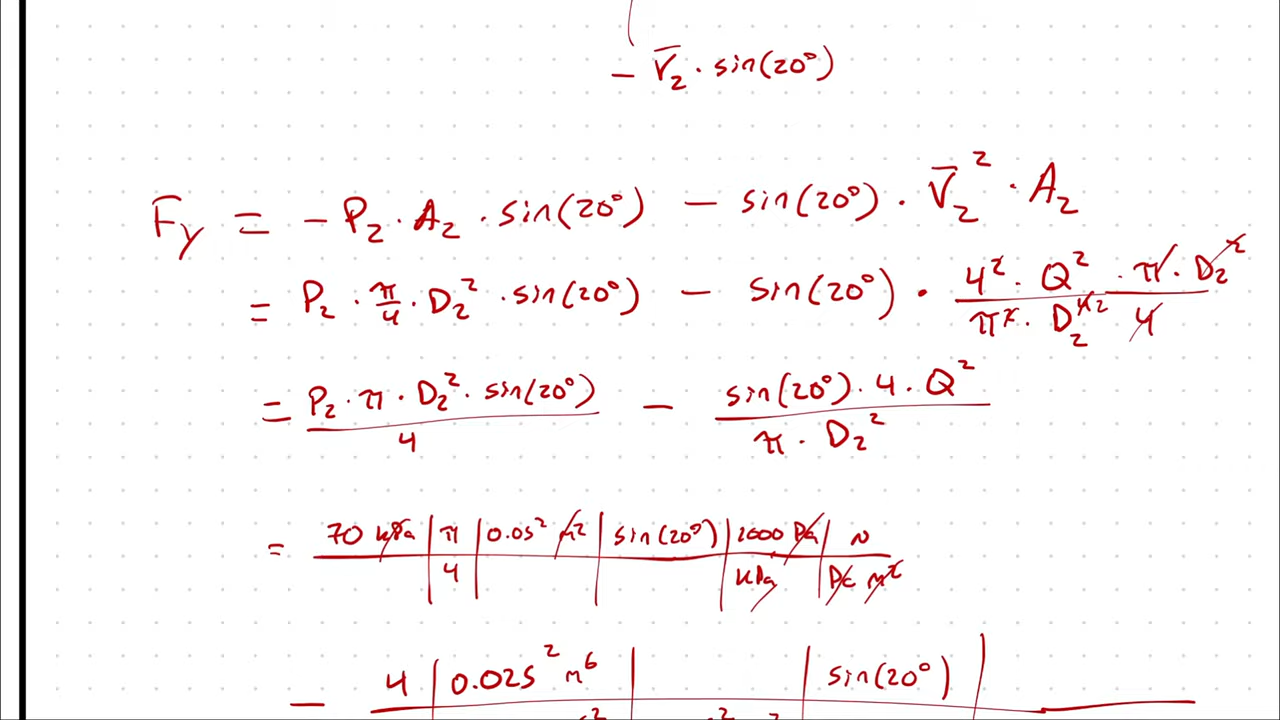 − V̅₂ · sin(20°)
Fy = − P₂ · A₂ · sin(20°) − sin(20°) · V̅₂² · A₂
= P₂ · π/4 · D₂² · sin(20°) − sin(20°) · 4² · Q² · π · D₂² / π² · D₂⁴² 4
= P₂ · π · D₂² · sin(20°) / 4 − sin(20°) · 4 · Q² / π · D₂²
= 70 kPa | π | 0.05² m² | sin(20°) | 1000 Pa | N
4 | kPa | Pa m²
− 4 | 0.025² m⁶ | | sin(20°) |